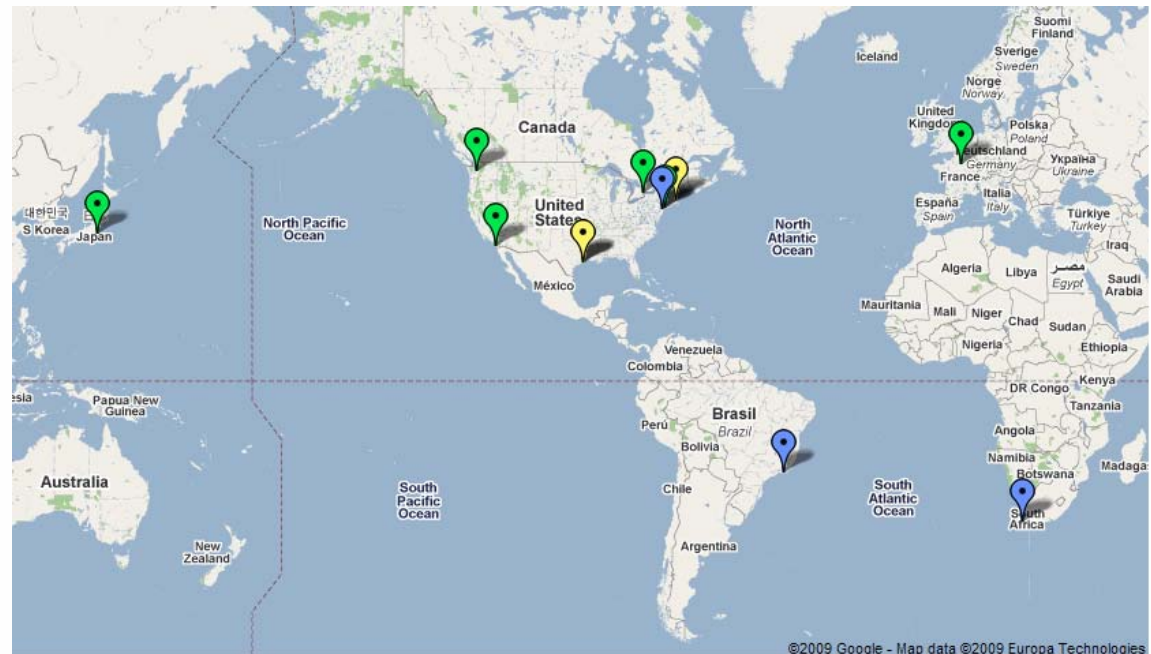 Suomi
Finland
Iceland
Sverige
Sweden
Norge
Norway
Canada
United
Kingdom
Polska
Poland
Deutschland
Germany
Україна
Ukraine
France
United
States
대한민국
S Korea
Japan
North Pacific
Ocean
North
Atlantic
Ocean
España
Spain
Italia
Italy
Türkiye
Turkey
Iraq
México
Algeria
Libya
مصر
Egypt
Saudi
Arabia
Mauritania
Mali
Niger
Chad
Sudan
Nigeria
Ethiopia
Venezuela
Colombia
esia
Papua New
Guinea
DR Congo
Kenya
Tanzania
Brasil
Brazil
Perú
Bolivia
Angola
Namibia
Botswana
Madaga
Australia
South
Pacific
Ocean
Chile
South
Atlantic
Ocean
South
Africa
New
Zealand
Argentina
©2009 Google - Map data ©2009 Europa Technologies